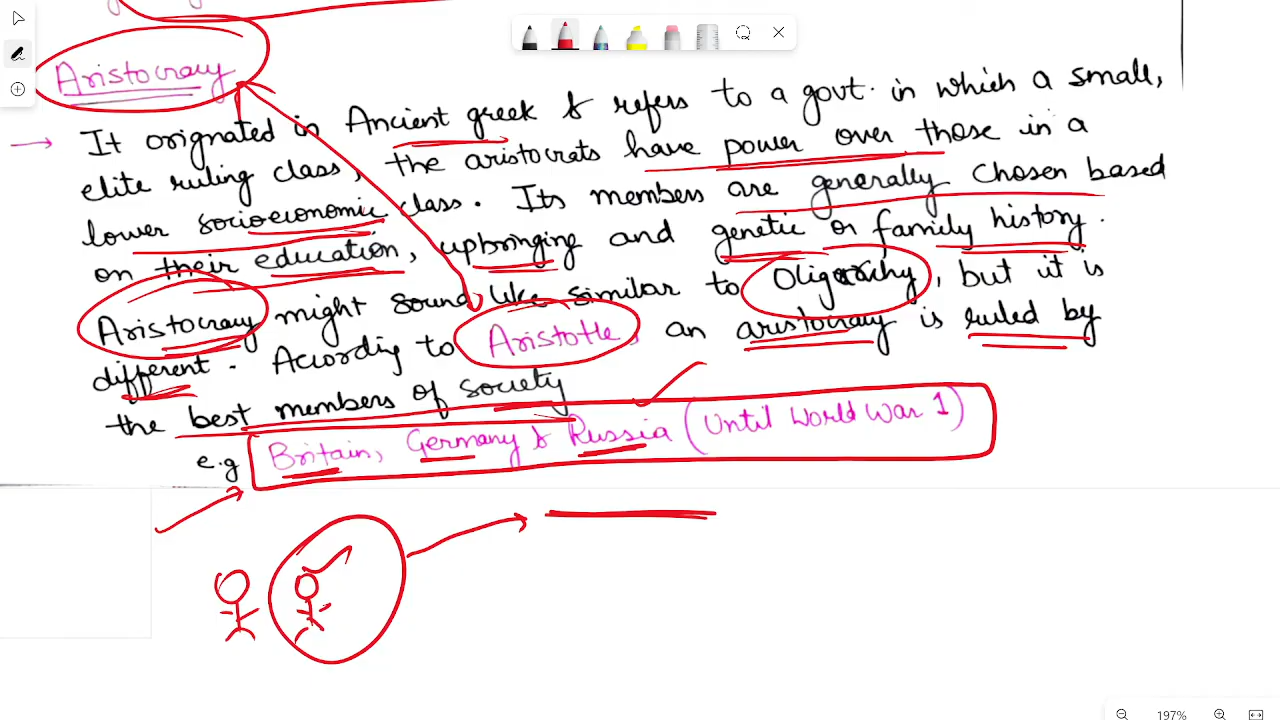 Aristocracy
→ It orignated in Ancient greek & refers to a govt. in which a small,
elite ruling class, the aristocrats have power over those in a
lower socioeconomic class. Its members are generally chosen based
on their education, upbringing and genetic or family history.
Aristocracy might sound like similar to Oligarchy, but it is
different. According to Aristotle, an aristocracy is ruled by
the best members of society
e.g Britain, Germany & Russia (Until World War 1)
197%